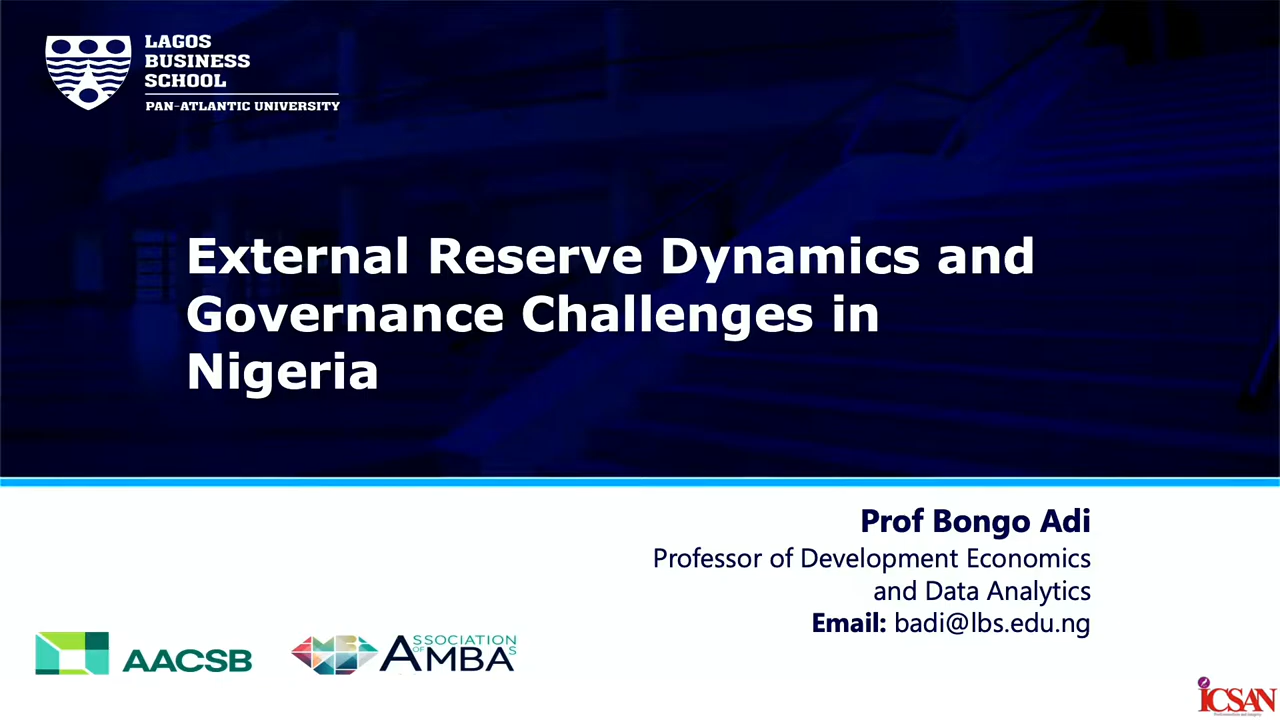 LAGOS
BUSINESS
SCHOOL
PAN-ATLANTIC UNIVERSITY
External Reserve Dynamics and
Governance Challenges in
Nigeria
Prof Bongo Adi
Professor of Development Economics
and Data Analytics
Email: badi@lbs.edu.ng
AACSB
ASSOCIATION
OF
AMBAS
iCSAN